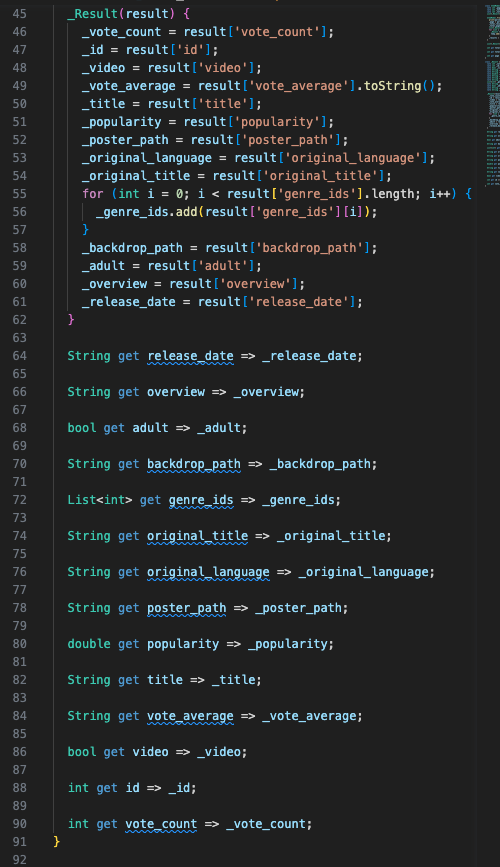 45 _Result(result) {
46 _vote_count = result['vote_count'];
47 _id = result['id'];
48 _video = result['video'];
49 _vote_average = result['vote_average'].toString();
50 _title = result['title'];
51 _popularity = result['popularity'];
52 _poster_path = result['poster_path'];
53 _original_language = result['original_language'];
54 _original_title = result['original_title'];
55 for (int i = 0; i < result['genre_ids'].length; i++) {
56 _genre_ids.add(result['genre_ids'][i]);
57 }
58 _backdrop_path = result['backdrop_path'];
59 _adult = result['adult'];
60 _overview = result['overview'];
61 _release_date = result['release_date'];
62 }
63
64 String get release_date => _release_date;
65
66 String get overview => _overview;
67
68 bool get adult => _adult;
69
70 String get backdrop_path => _backdrop_path;
71
72 List<int> get genre_ids => _genre_ids;
73
74 String get original_title => _original_title;
75
76 String get original_language => _original_language;
77
78 String get poster_path => _poster_path;
79
80 double get popularity => _popularity;
81
82 String get title => _title;
83
84 String get vote_average => _vote_average;
85
86 bool get video => _video;
87
88 int get id => _id;
89
90 int get vote_count => _vote_count;
91 }
92